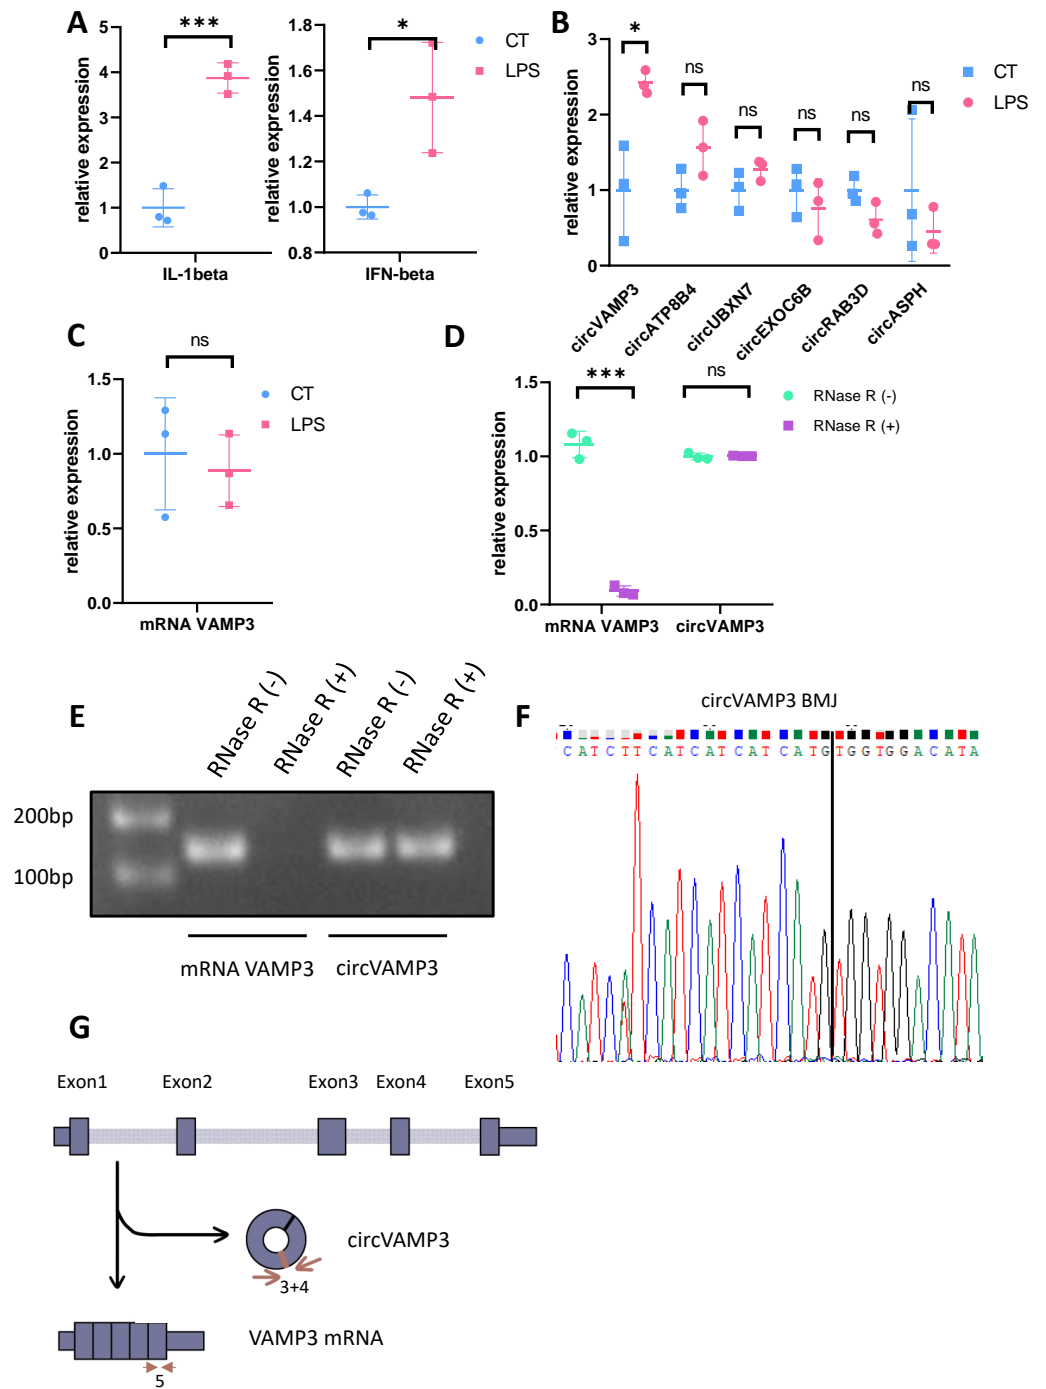 A
relative expression
5
4
3
2
1
0
***
IL-1beta
relative expression
1.8
1.6
1.4
1.2
1.0
0.8
*
IFN-beta
CT
LPS
B
relative expression
3
2
1
0
*
ns
ns
ns
ns
ns
CT
LPS
circVAMP3
circATP8B4
circUBXN7
circEXOC6B
circRAB3D
circASPH
C
relative expression
1.5
1.0
0.5
0.0
ns
CT
LPS
mRNA VAMP3
D
relative expression
1.5
1.0
0.5
0.0
***
ns
RNase R (-)
RNase R (+)
mRNA VAMP3
circVAMP3
E
RNase R (-)
RNase R (+)
RNase R (-)
RNase R (+)
200bp
100bp
mRNA VAMP3
circVAMP3
F
circVAMP3 BMJ
CATCTTCATCATCATCATGTGGTGGACATA
G
Exon1
Exon2
Exon3
Exon4
Exon5
circVAMP3
3+4
VAMP3 mRNA
5